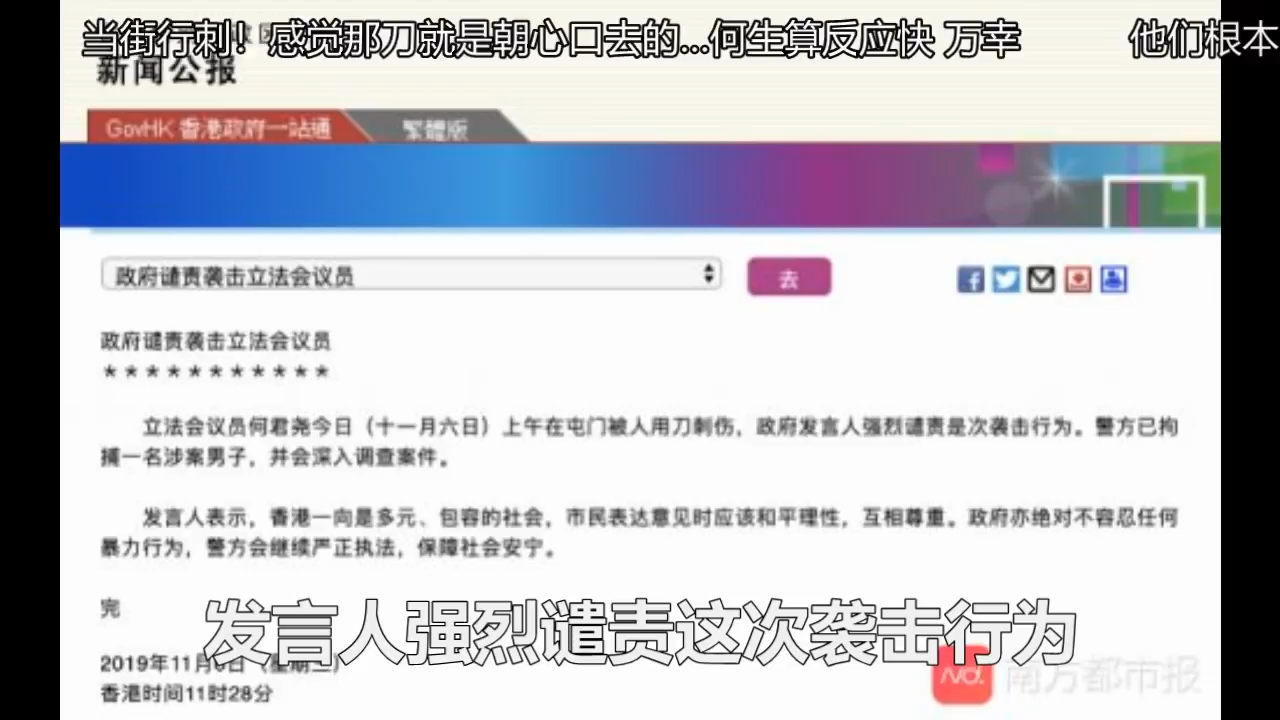 当街行刺！感觉那刀就是朝心口去的...何生算反应快 万幸
他们根本
新闻公报
GovHK 香港政府一站通
繁體版
政府谴责袭击立法会议员
去
政府谴责袭击立法会议员
* * * * * * * * * * *
立法会议员何君尧今日（十一月六日）上午在屯门被人用刀刺伤，政府发言人强烈谴责是次袭击行为。警方已拘
捕一名涉案男子，并会深入调查案件。
发言人表示，香港一向是多元、包容的社会，市民表达意见时应该和平理性，互相尊重。政府亦绝对不容忍任何
暴力行为，警方会继续严正执法，保障社会安宁。
完
发言人强烈谴责这次袭击行为
2019年11月6日（星期三）
香港时间11时28分
Nd.
南方都市报